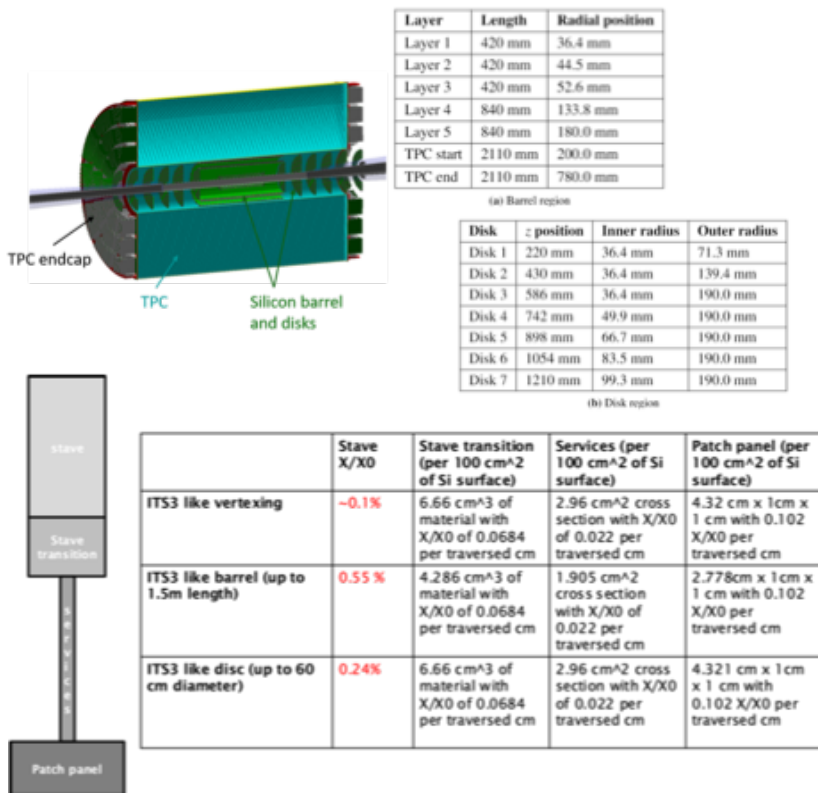 Layer Length Radial position
Layer 1 420 mm 36.4 mm
Layer 2 420 mm 44.5 mm
Layer 3 420 mm 52.6 mm
Layer 4 840 mm 133.8 mm
Layer 5 840 mm 180.0 mm
TPC start 2110 mm 200.0 mm
TPC end 2110 mm 780.0 mm
(a) Barrel region
TPC endcap
TPC
Silicon barrel
and disks
Disk z position Inner radius Outer radius
Disk 1 220 mm 36.4 mm 71.3 mm
Disk 2 430 mm 36.4 mm 139.4 mm
Disk 3 586 mm 36.4 mm 190.0 mm
Disk 4 742 mm 49.9 mm 190.0 mm
Disk 5 898 mm 66.7 mm 190.0 mm
Disk 6 1054 mm 83.5 mm 190.0 mm
Disk 7 1210 mm 99.3 mm 190.0 mm
(b) Disk region
stave
Stave
transition
services
Patch panel
Stave
X/X0
Stave transition
(per 100 cm^2
of Si surface)
Services (per
100 cm^2 of Si
surface)
Patch panel (per
100 cm^2 of Si
surface)
ITS3 like vertexing
~0.1%
6.66 cm^3 of
material with
X/X0 of 0.0684
per traversed cm
2.96 cm^2 cross
section with X/X0
of 0.022 per
traversed cm
4.32 cm x 1cm x
1 cm with 0.102
X/X0 per
traversed cm
ITS3 like barrel (up to
1.5m length)
0.55 %
4.286 cm^3 of
material with
X/X0 of 0.0684
per traversed cm
1.905 cm^2
cross section
with X/X0 of
0.022 per
traversed cm
2.778cm x 1cm x
1 cm with 0.102
X/X0 per
traversed cm
ITS3 like disc (up to 60
cm diameter)
0.24%
6.66 cm^3 of
material with
X/X0 of 0.0684
per traversed cm
2.96 cm^2 cross
section with X/X0
of 0.022 per
traversed cm
4.321 cm x 1cm
x 1 cm with
0.102 X/X0 per
traversed cm